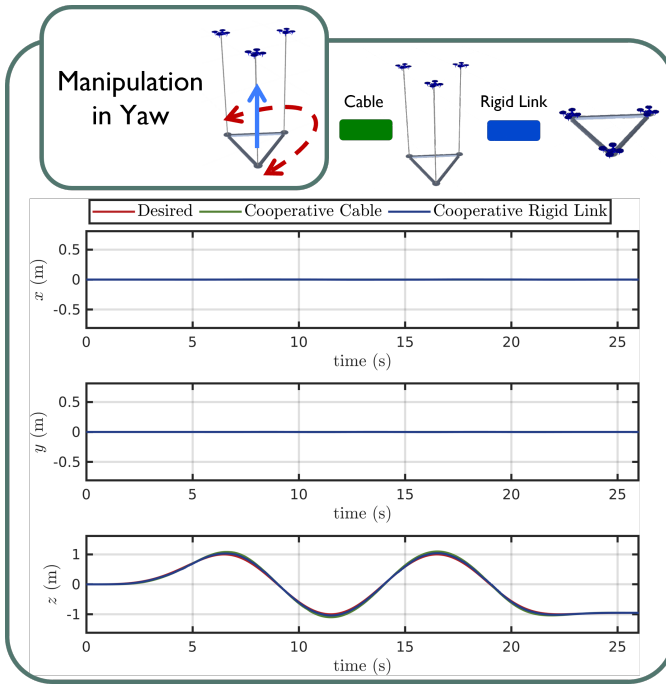 Manipulation
in Yaw
Cable
Rigid Link
Desired
Cooperative Cable
Cooperative Rigid Link
x (m)
0.5
0
-0.5
0 5 10 15 20 25
time (s)
y (m)
0.5
0
-0.5
0 5 10 15 20 25
time (s)
z (m)
1
0
-1
0 5 10 15 20 25
time (s)